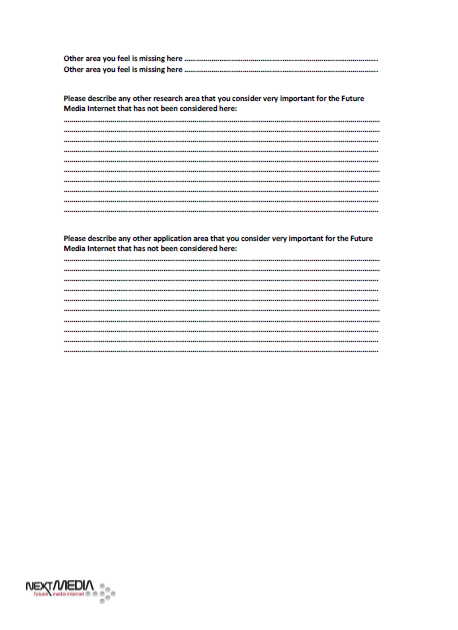 Other area you feel is missing here ................................................................................
Other area you feel is missing here ................................................................................
Please describe any other research area that you consider very important for the Future
Media Internet that has not been considered here:
................................................................................................................................
................................................................................................................................
................................................................................................................................
................................................................................................................................
................................................................................................................................
................................................................................................................................
................................................................................................................................
................................................................................................................................
................................................................................................................................
................................................................................................................................
Please describe any other application area that you consider very important for the Future
Media Internet that has not been considered here:
................................................................................................................................
................................................................................................................................
................................................................................................................................
................................................................................................................................
................................................................................................................................
................................................................................................................................
................................................................................................................................
................................................................................................................................
................................................................................................................................
................................................................................................................................
NEXTMEDIA
future media internet